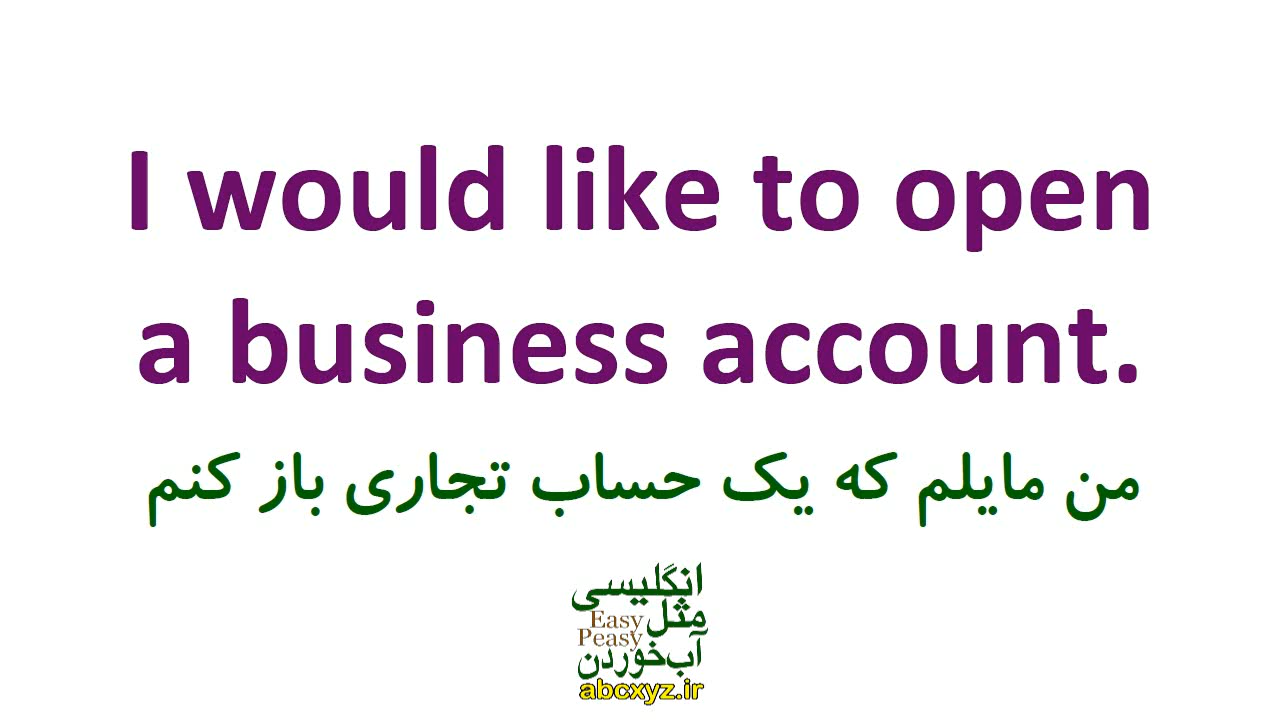 I would like to open
a business account.
من مایلم که یک حساب تجاری باز کنم
انگلیسی
مثل
Easy
Peasy
آب‌خوردن
abcxyz.ir